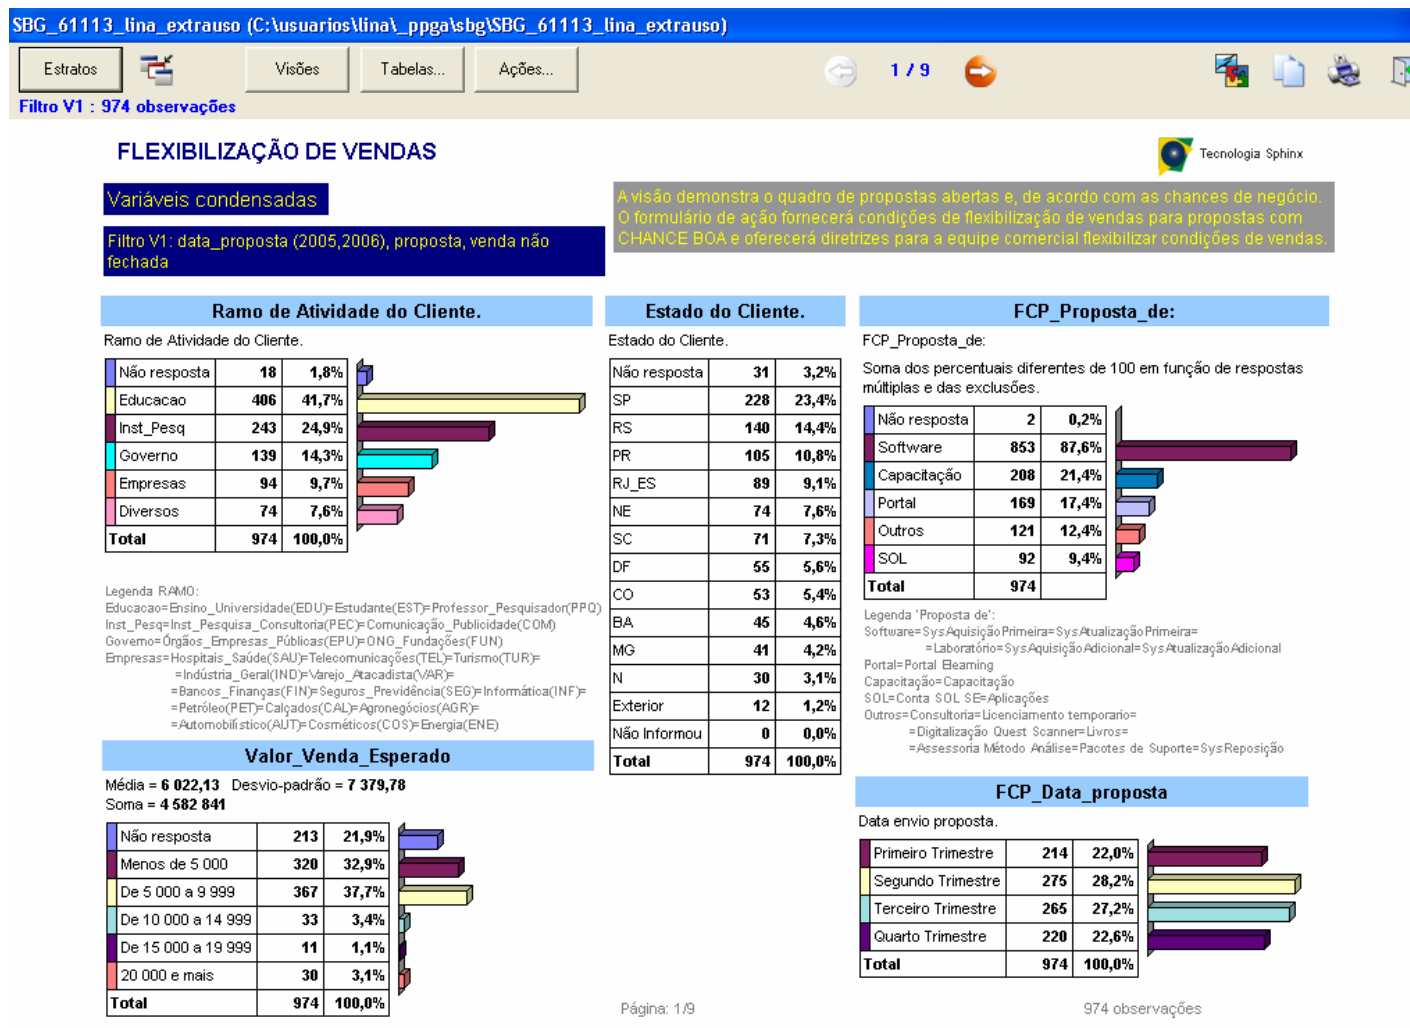 SBG_61113_lina_extrauso (C:\usuarios\lina\_ppga\sbg\SBG_61113_lina_extrauso)
Estratos
Visões
Tabelas...
Ações...
1 / 9
Filtro V1 : 974 observações
FLEXIBILIZAÇÃO DE VENDAS
Tecnologia Sphinx
Variáveis condensadas
Filtro V1: data_proposta (2005,2006), proposta, venda não
fechada
A visão demonstra o quadro de propostas abertas e, de acordo com as chances de negócio.
O formulário de ação fornecerá condições de flexibilização de vendas para propostas com
CHANCE BOA e oferecerá diretrizes para a equipe comercial flexibilizar condições de vendas.
Ramo de Atividade do Cliente.
Ramo de Atividade do Cliente.
Não resposta 18 1,8%
Educacao 406 41,7%
Inst_Pesq 243 24,9%
Governo 139 14,3%
Empresas 94 9,7%
Diversos 74 7,6%
Total 974 100,0%
Legenda RAMO:
Educacao=Ensino_Universidade(EDU)=Estudante(EST)=Professor_Pesquisador(PPQ)
Inst_Pesq=Inst_Pesquisa_Consultoria(PEC)=Comunicação_Publicidade(COM)
Governo=Órgãos_Empresas_Públicas(EPU)=ONG_Fundações(FUN)
Empresas=Hospitais_Saúde(SAU)=Telecomunicações(TEL)=Turismo(TUR)=
=Indústria_Geral(IND)=Varejo_Atacadista(VAR)=
=Bancos_Finanças(FIN)=Seguros_Previdência(SEG)=Informática(INF)=
=Petróleo(PET)=Calçados(CAL)=Agronegócios(AGR)=
=Automobilístico(AUT)=Cosméticos(COS)=Energia(ENE)
Valor_Venda_Esperado
Média = 6 022,13 Desvio-padrão = 7 379,78
Soma = 4 582 841
Não resposta 213 21,9%
Menos de 5 000 320 32,9%
De 5 000 a 9 999 367 37,7%
De 10 000 a 14 999 33 3,4%
De 15 000 a 19 999 11 1,1%
20 000 e mais 30 3,1%
Total 974 100,0%
Estado do Cliente.
Estado do Cliente.
Não resposta 31 3,2%
SP 228 23,4%
RS 140 14,4%
PR 105 10,8%
RJ_ES 89 9,1%
NE 74 7,6%
SC 71 7,3%
DF 55 5,6%
CO 53 5,4%
BA 45 4,6%
MG 41 4,2%
N 30 3,1%
Exterior 12 1,2%
Não Informou 0 0,0%
Total 974 100,0%
FCP_Proposta_de:
FCP_Proposta_de:
Soma dos percentuais diferentes de 100 em função de respostas
múltiplas e das exclusões.
Não resposta 2 0,2%
Software 853 87,6%
Capacitação 208 21,4%
Portal 169 17,4%
Outros 121 12,4%
SOL 92 9,4%
Total 974
Legenda 'Proposta de':
Software=SysAquisiçãoPrimeira=SysAtualizaçãoPrimeira=
=Laboratório=SysAquisiçãoAdicional=SysAtualizaçãoAdicional
Portal=Portal Elearning
Capacitação=Capacitação
SOL=Conta SOL SE=Aplicações
Outros=Consultoria=Licenciamento temporario=
=Digitalização Quest Scanner=Livros=
=Assessoria Método Análise=Pacotes de Suporte=SysReposição
FCP_Data_proposta
Data envio proposta.
Primeiro Trimestre 214 22,0%
Segundo Trimestre 275 28,2%
Terceiro Trimestre 265 27,2%
Quarto Trimestre 220 22,6%
Total 974 100,0%
Página: 1/9
974 observações